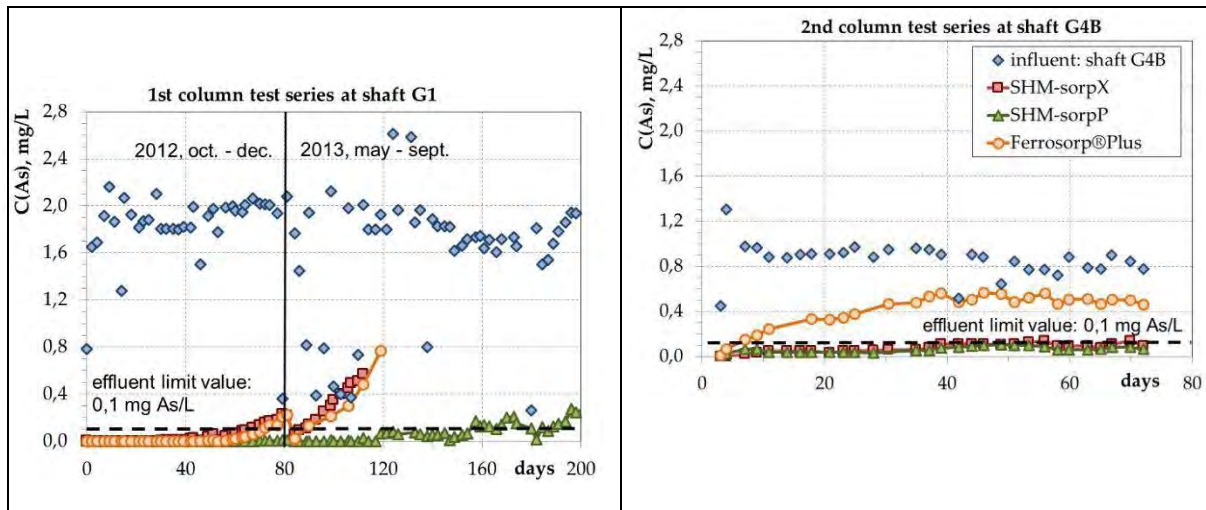 1st column test series at shaft G1
C(As), mg/L
2,8
2,4
2,0
1,6
1,2
0,8
0,4
0,0
2012, oct. - dec.
2013, may - sept.
effluent limit value:
0,1 mg As/L
0
40
80
120
days
160
200
2nd column test series at shaft G4B
C(As), mg/L
2,8
2,4
2,0
1,6
1,2
0,8
0,4
0,0
influent: shaft G4B
SHM-sorpX
SHM-sorpP
Ferrosorp®Plus
effluent limit value: 0,1 mg As/L
0
20
40
60
days
80